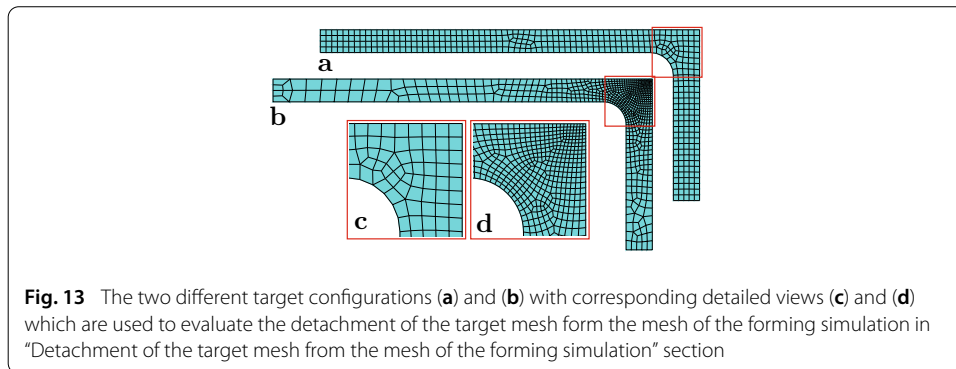 a
b
c
d
Fig. 13 The two different target configurations (a) and (b) with corresponding detailed views (c) and (d)
which are used to evaluate the detachment of the target mesh form the mesh of the forming simulation in
“Detachment of the target mesh from the mesh of the forming simulation” section